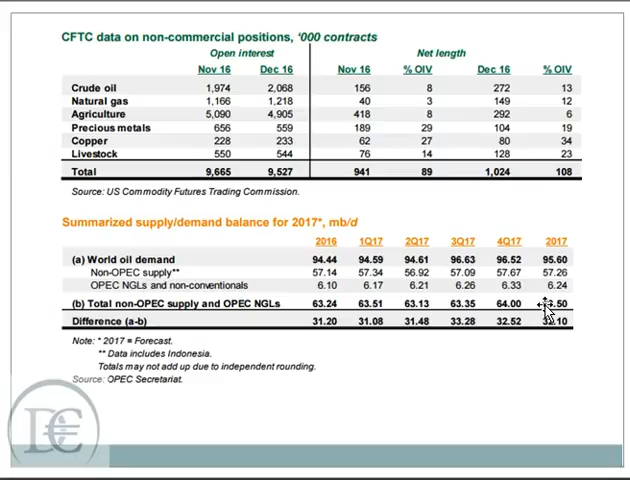 CFTC data on non-commercial positions, ‘000 contracts
Open interest Net length
Nov 16 Dec 16 Nov 16 % OIV Dec 16 % OIV
Crude oil 1,974 2,068 156 8 272 13
Natural gas 1,166 1,218 40 3 149 12
Agriculture 5,090 4,905 418 8 292 6
Precious metals 656 559 189 29 104 19
Copper 228 233 62 27 80 34
Livestock 550 544 76 14 128 23
Total 9,665 9,527 941 89 1,024 108
Source: US Commodity Futures Trading Commission.
Summarized supply/demand balance for 2017*, mb/d
2016 1Q17 2Q17 3Q17 4Q17 2017
(a) World oil demand 94.44 94.59 94.61 96.63 96.52 95.60
Non-OPEC supply** 57.14 57.34 56.92 57.09 57.67 57.26
OPEC NGLs and non-conventionals 6.10 6.17 6.21 6.26 6.33 6.24
(b) Total non-OPEC supply and OPEC NGLs 63.24 63.51 63.13 63.35 64.00
Difference (a-b) 31.20 31.08 31.48 33.28 32.52
Note: * 2017 = Forecast.
** Data includes Indonesia.
Totals may not add up due to independent rounding.
Source: OPEC Secretariat.